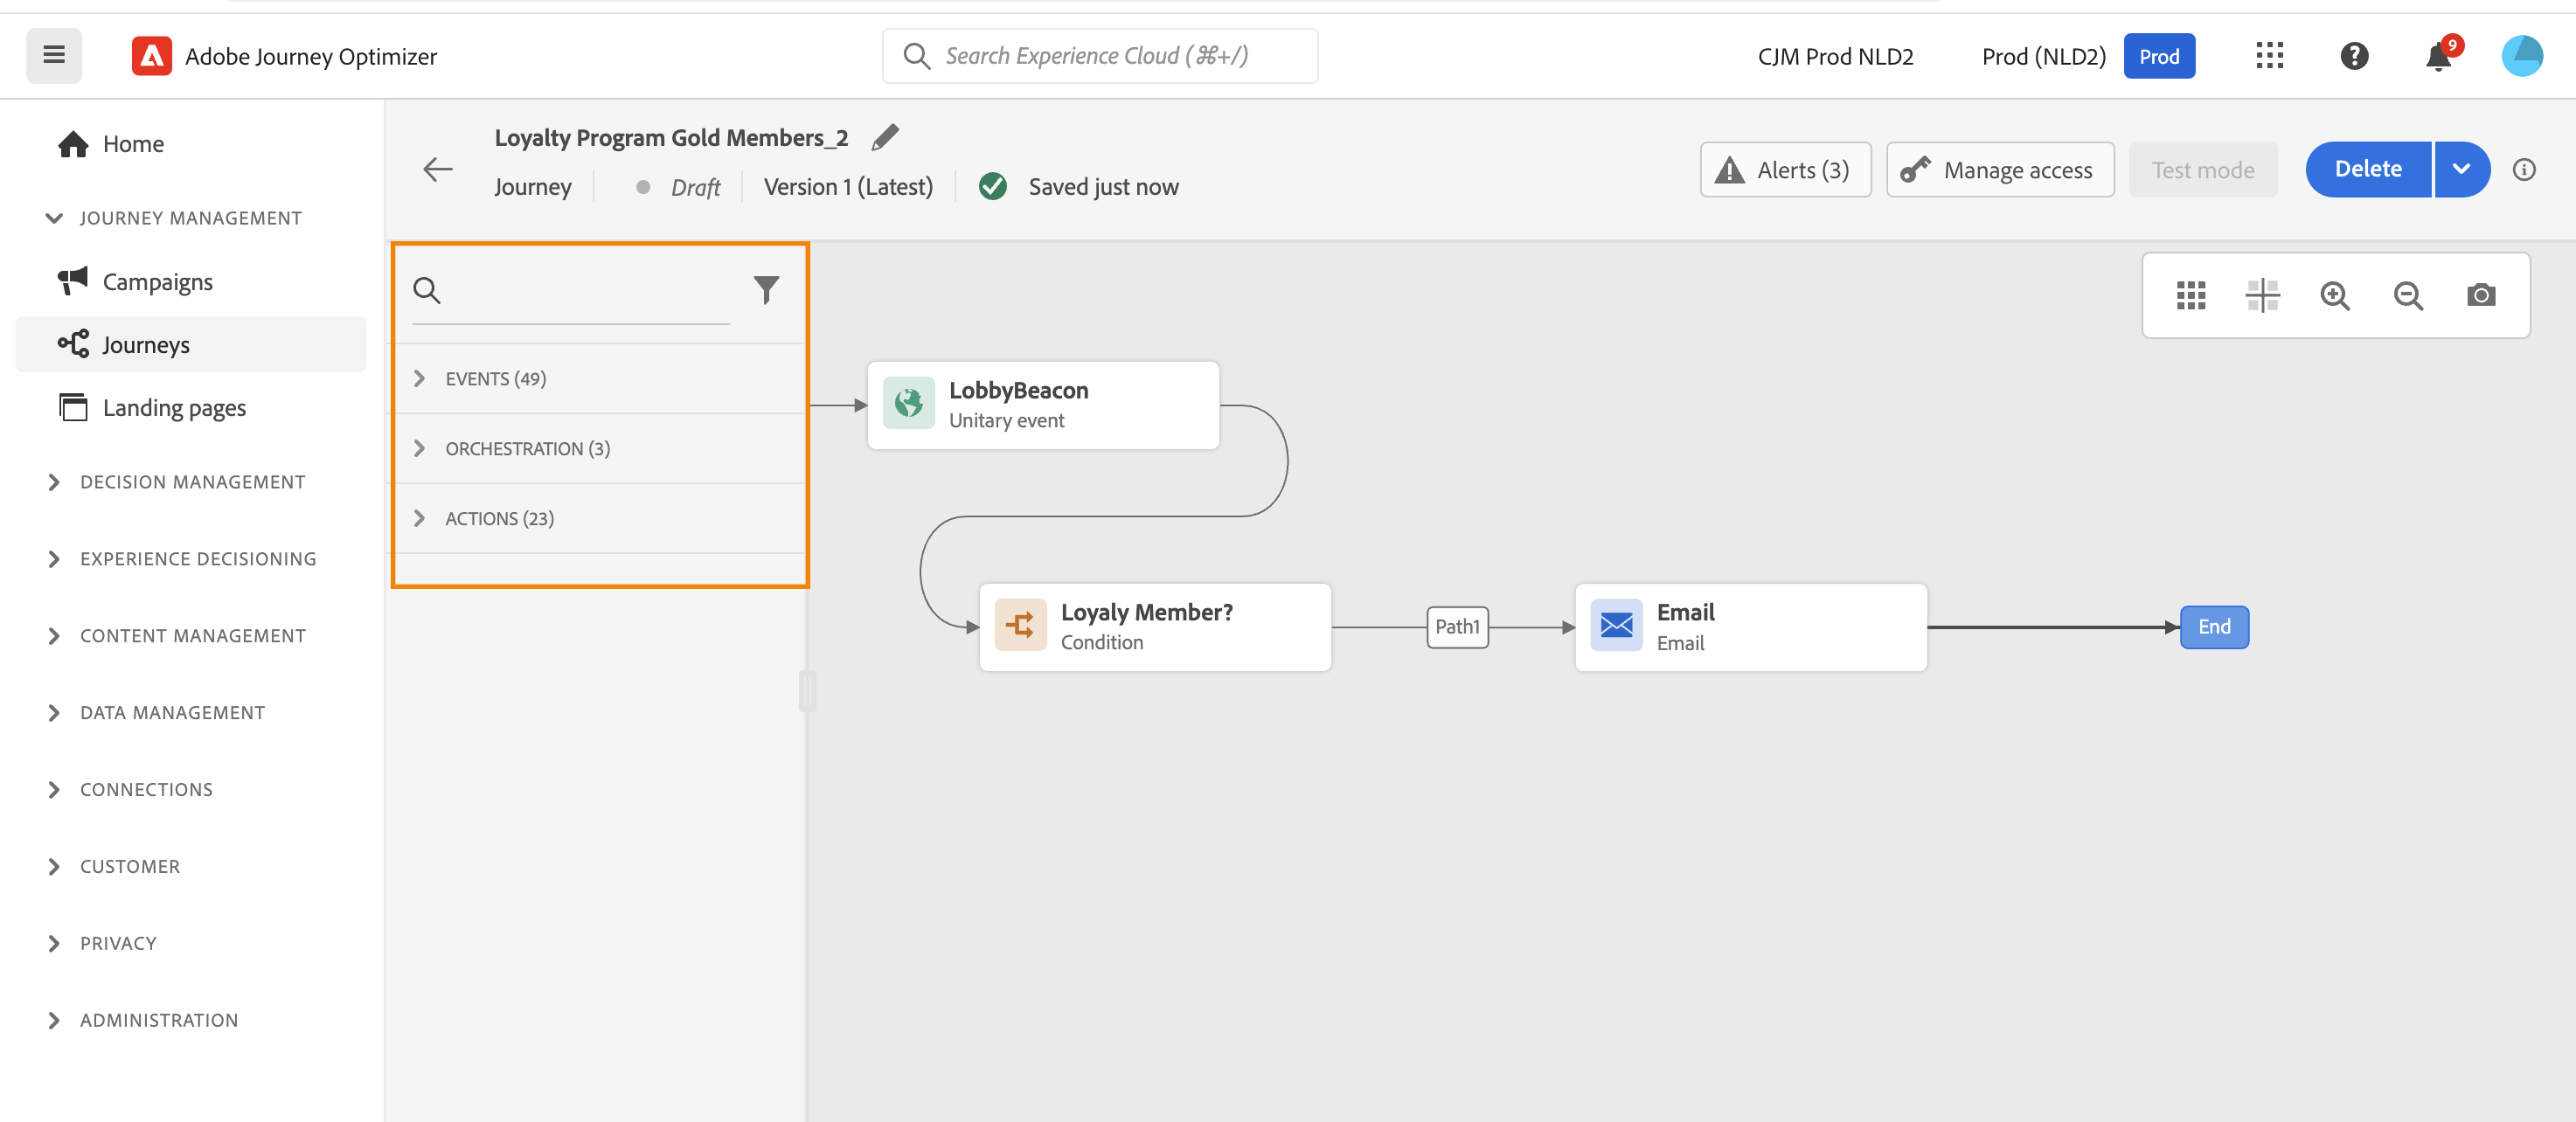 Adobe Journey Optimizer
Search Experience Cloud (⌘+/)
CJM Prod NLD2
Prod (NLD2)
Prod
9
Home
JOURNEY MANAGEMENT
Campaigns
Journeys
Landing pages
DECISION MANAGEMENT
EXPERIENCE DECISIONING
CONTENT MANAGEMENT
DATA MANAGEMENT
CONNECTIONS
CUSTOMER
PRIVACY
ADMINISTRATION
Loyalty Program Gold Members_2
Journey
Draft
Version 1 (Latest)
Saved just now
Alerts (3)
Manage access
Test mode
Delete
EVENTS (49)
ORCHESTRATION (3)
ACTIONS (23)
LobbyBeacon
Unitary event
Loyaly Member?
Condition
Path1
Email
Email
End